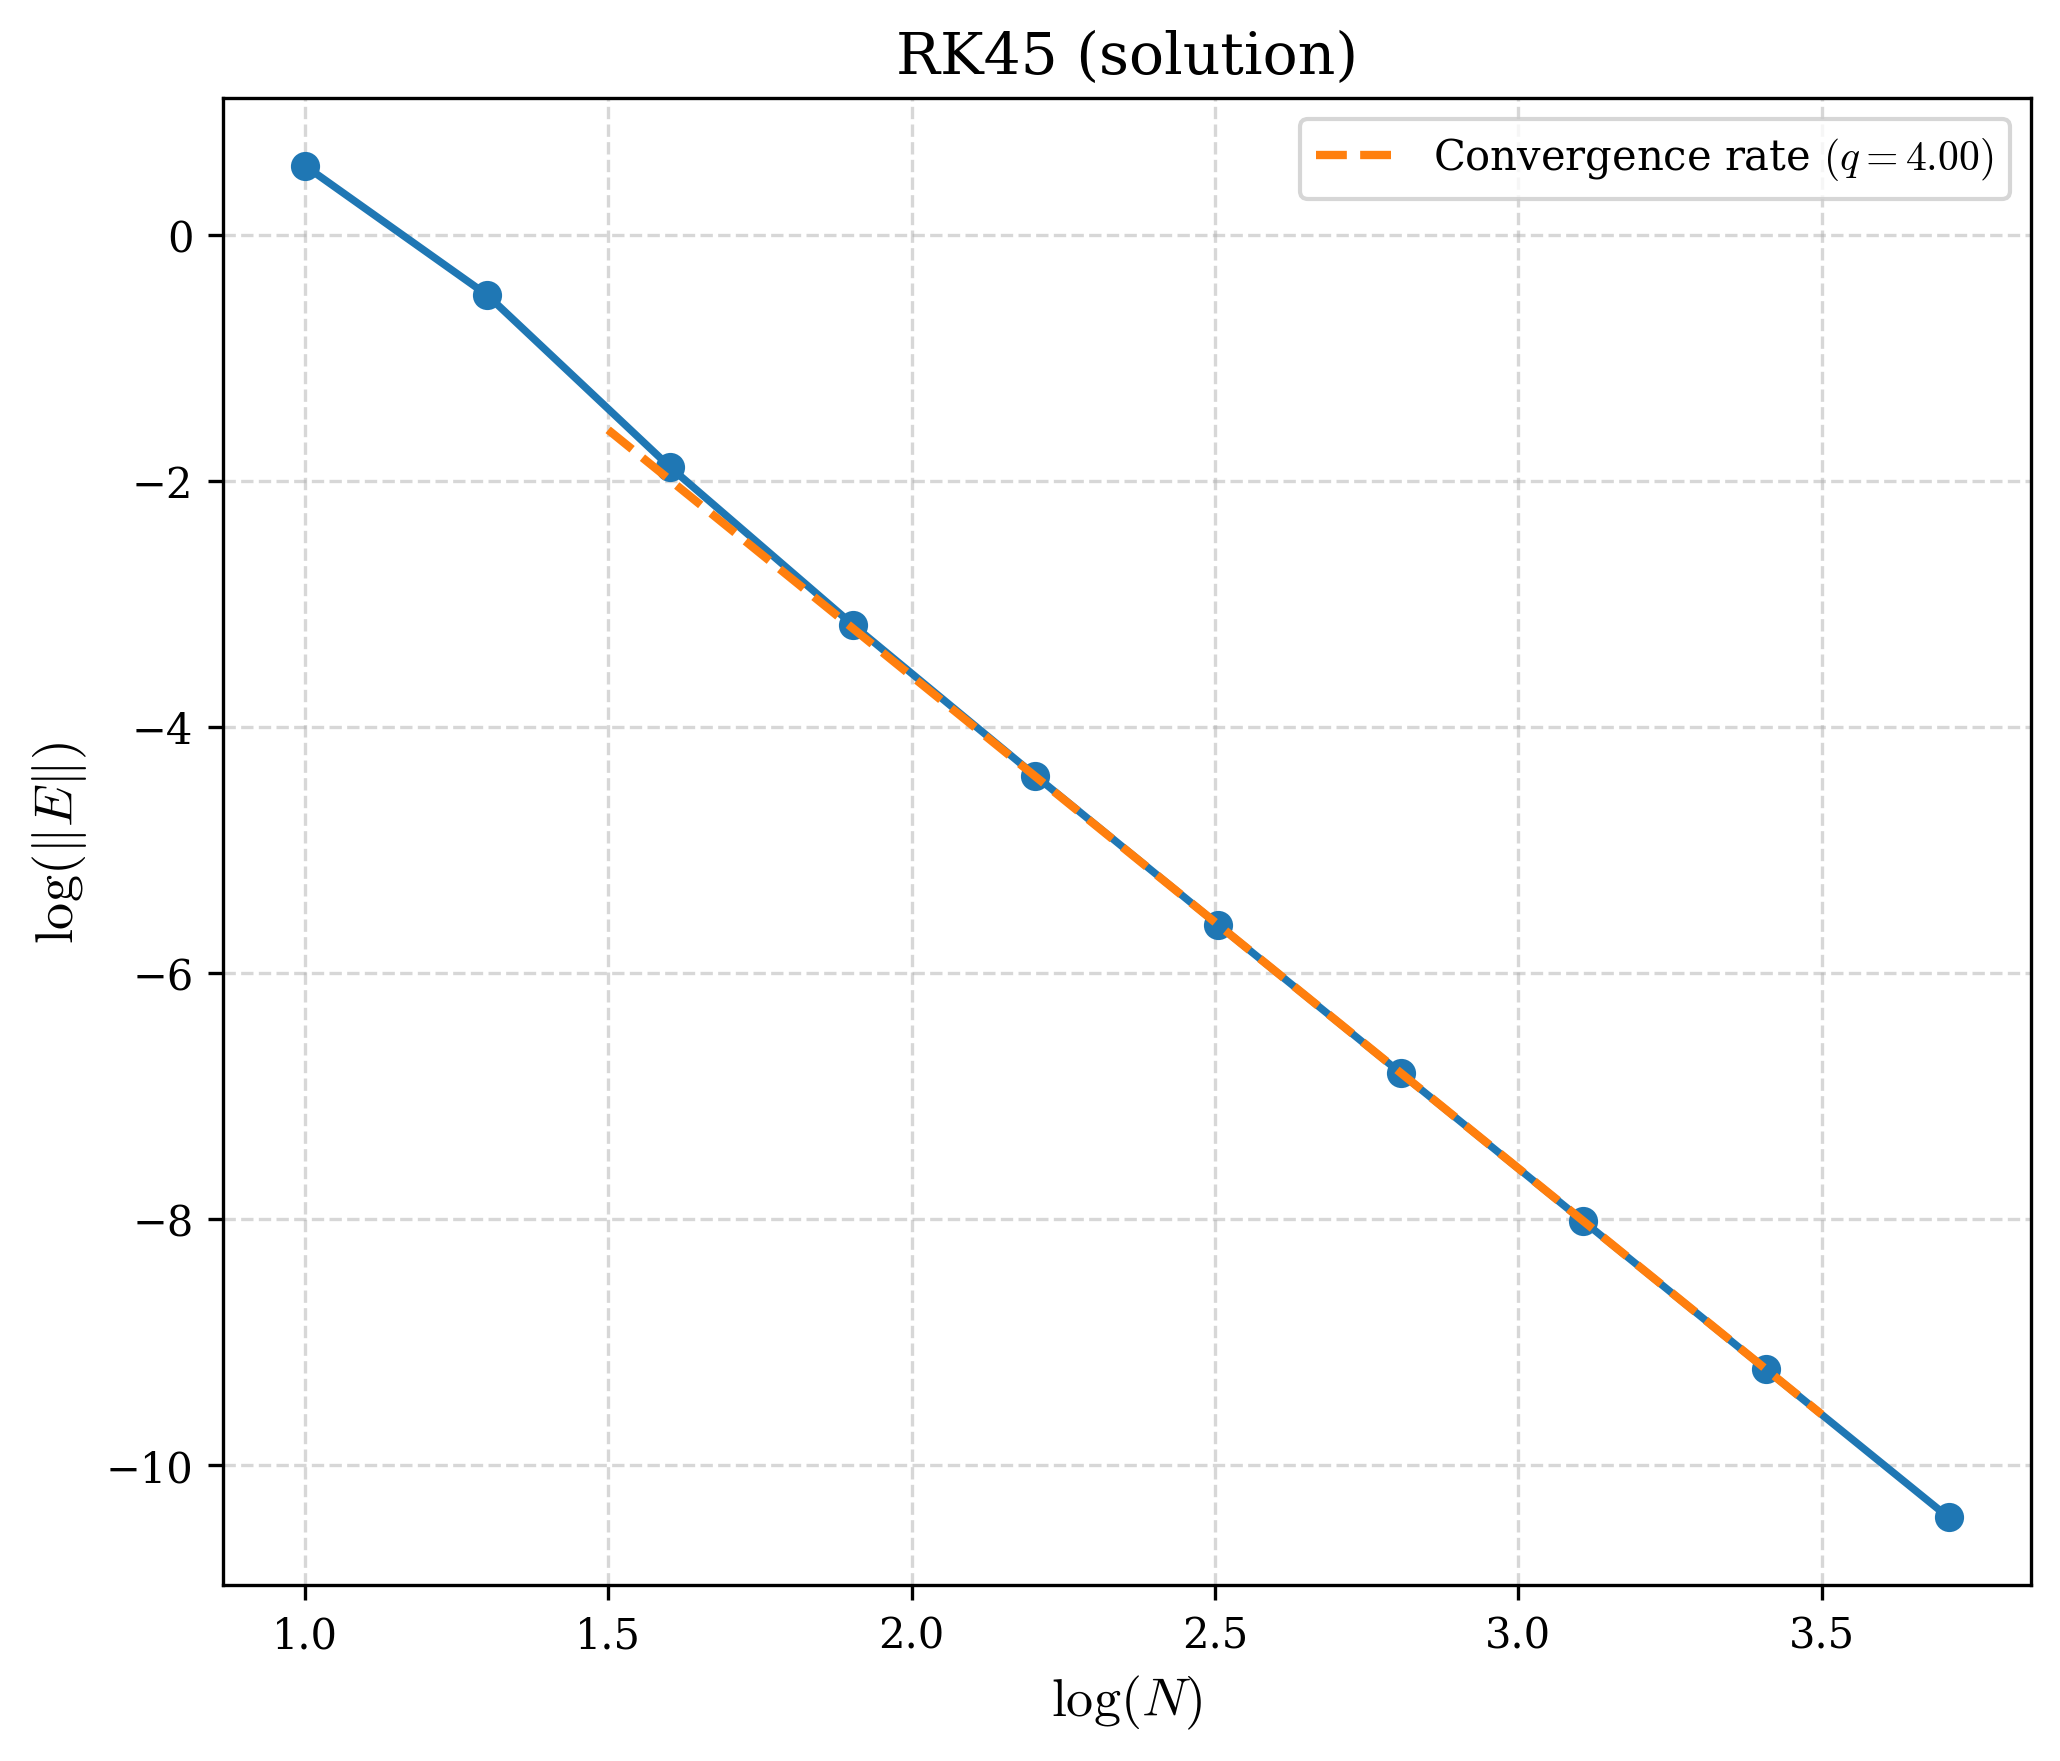 RK45 (solution)
Convergence rate (q = 4.00)
log(||E||)
0
−2
−4
−6
−8
−10
1.0 1.5 2.0 2.5 3.0 3.5
log(N)